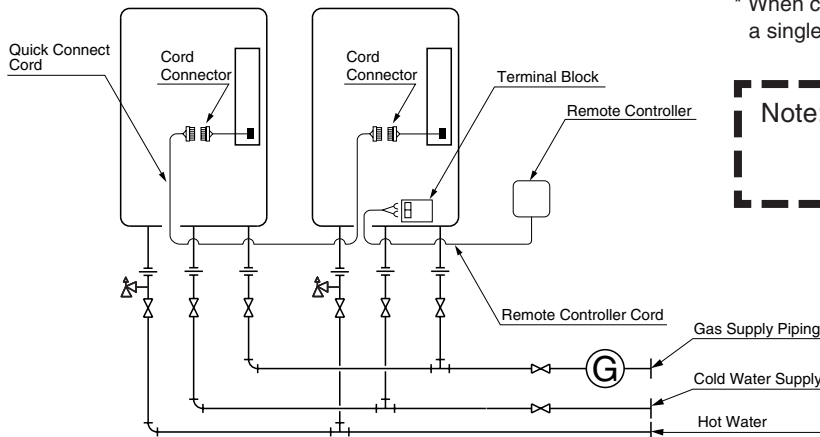 * When c
a single
Quick Connect
Cord
Cord
Connector
Cord
Connector
Terminal Block
Remote Controller
Note:
Remote Controller Cord
Gas Supply Piping
G
Cold Water Supply
Hot Water